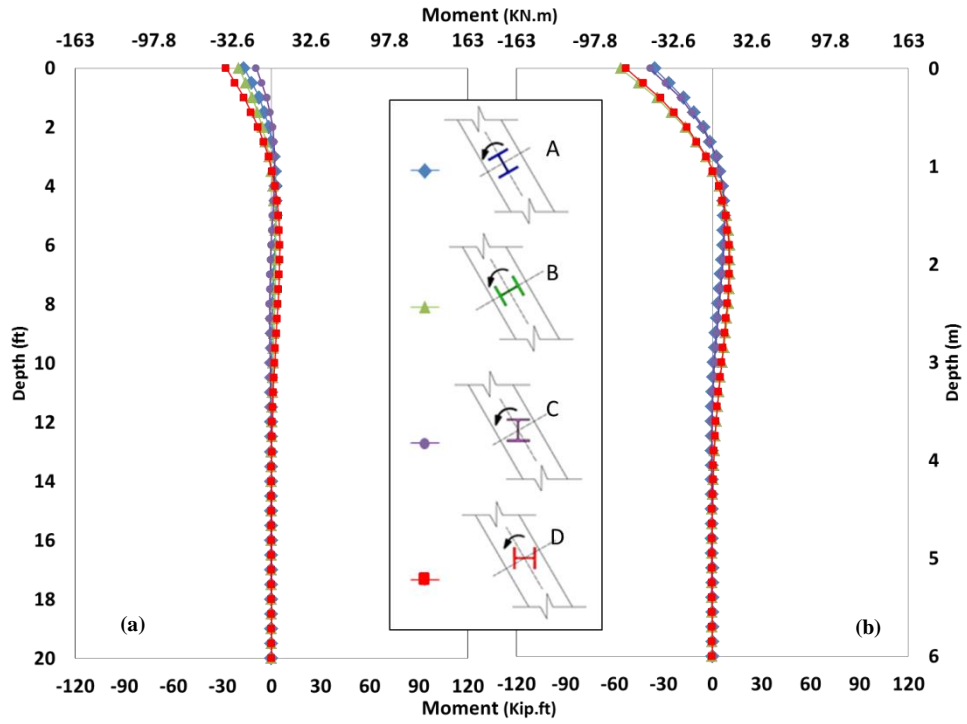 Moment (KN.m)
-163 -97.8 -32.6 32.6 97.8 163 -163 -97.8 -32.6 32.6 97.8 163
0 0
2
A
1
4
6
B
2
8
Depth (ft)
10 3
Depth (m)
C
12
4
14
D
16
5
18
(a) (b)
20 6
-120 -90 -60 -30 0 30 60 90 120 -120 -90 -60 -30 0 30 60 90 120
Moment (Kip.ft)